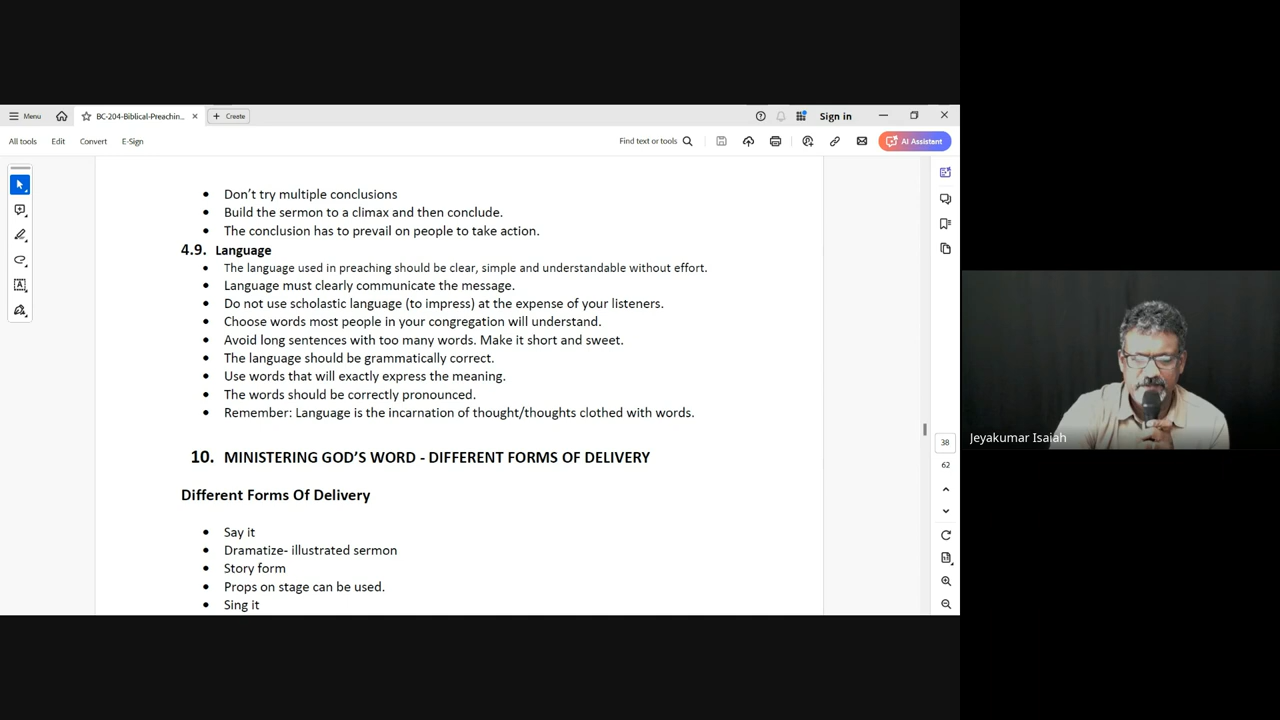 Menu
BC-204-Biblical-Preachin...
Create
Sign in
All tools
Edit
Convert
E-Sign
Find text or tools
AI Assistant
• Don’t try multiple conclusions
• Build the sermon to a climax and then conclude.
• The conclusion has to prevail on people to take action.
4.9. Language
• The language used in preaching should be clear, simple and understandable without effort.
• Language must clearly communicate the message.
• Do not use scholastic language (to impress) at the expense of your listeners.
• Choose words most people in your congregation will understand.
• Avoid long sentences with too many words. Make it short and sweet.
• The language should be grammatically correct.
• Use words that will exactly express the meaning.
• The words should be correctly pronounced.
• Remember: Language is the incarnation of thought/thoughts clothed with words.
10. MINISTERING GOD’S WORD - DIFFERENT FORMS OF DELIVERY
Different Forms Of Delivery
• Say it
• Dramatize- illustrated sermon
• Story form
• Props on stage can be used.
• Sing it
38
62
Jeyakumar Isaiah